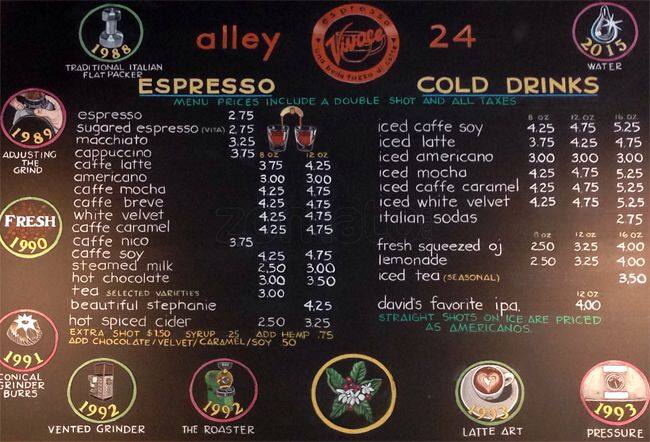 alley
espresso
Vivace
una bella tazza di caffe
24
1988
TRADITIONAL ITALIAN
FLAT PACKER
2015
WATER
1989
ADJUSTING
THE
GRIND
FRESH
1990
1991
CONICAL
GRINDER
BURRS
ESPRESSO
COLD DRINKS
MENU PRICES INCLUDE A DOUBLE SHOT AND ALL TAXES
espresso 2.75
sugared espresso (VITA) 2.75
macchiato 3.25
cappuccino 3.75
8 OZ 12 OZ
caffe latte 3.75 4.25
americano 3.00 3.00
caffe mocha 4.25 4.75
caffe breve 4.25 4.75
white velvet 4.25 4.75
caffe caramel 4.25 4.75
caffe nico 3.75
caffe soy 4.25 4.75
steamed milk 2.50 3.00
hot chocolate 3.00 3.50
tea SELECTED VARIETIES 3.00
beautiful stephanie 4.25
hot spiced cider 2.50 3.25
EXTRA SHOT $1.50 SYRUP .25 ADD HEMP .75
ADD CHOCOLATE/VELVET/CARAMEL/SOY 50
8 OZ 12 OZ 16 OZ
iced caffe soy 4.25 4.75 5.25
iced latte 3.75 4.25 4.75
iced americano 3.00 3.00 3.00
iced mocha 4.25 4.75 5.25
iced caffe caramel 4.25 4.75 5.25
iced white velvet 4.25 4.75 5.25
italian sodas 2.75
8 OZ 12 OZ 16 OZ
fresh squeezed oj 2.50 3.25 4.00
lemonade 2.50 3.25 4.00
iced tea (SEASONAL) 3.50
12 OZ
david's favorite ipa. 4.00
STRAIGHT SHOTS ON ICE ARE PRICED
AS AMERICANOS.
1992
VENTED GRINDER
1992
THE ROASTER
1993
LATTE ART
1993
PRESSURE